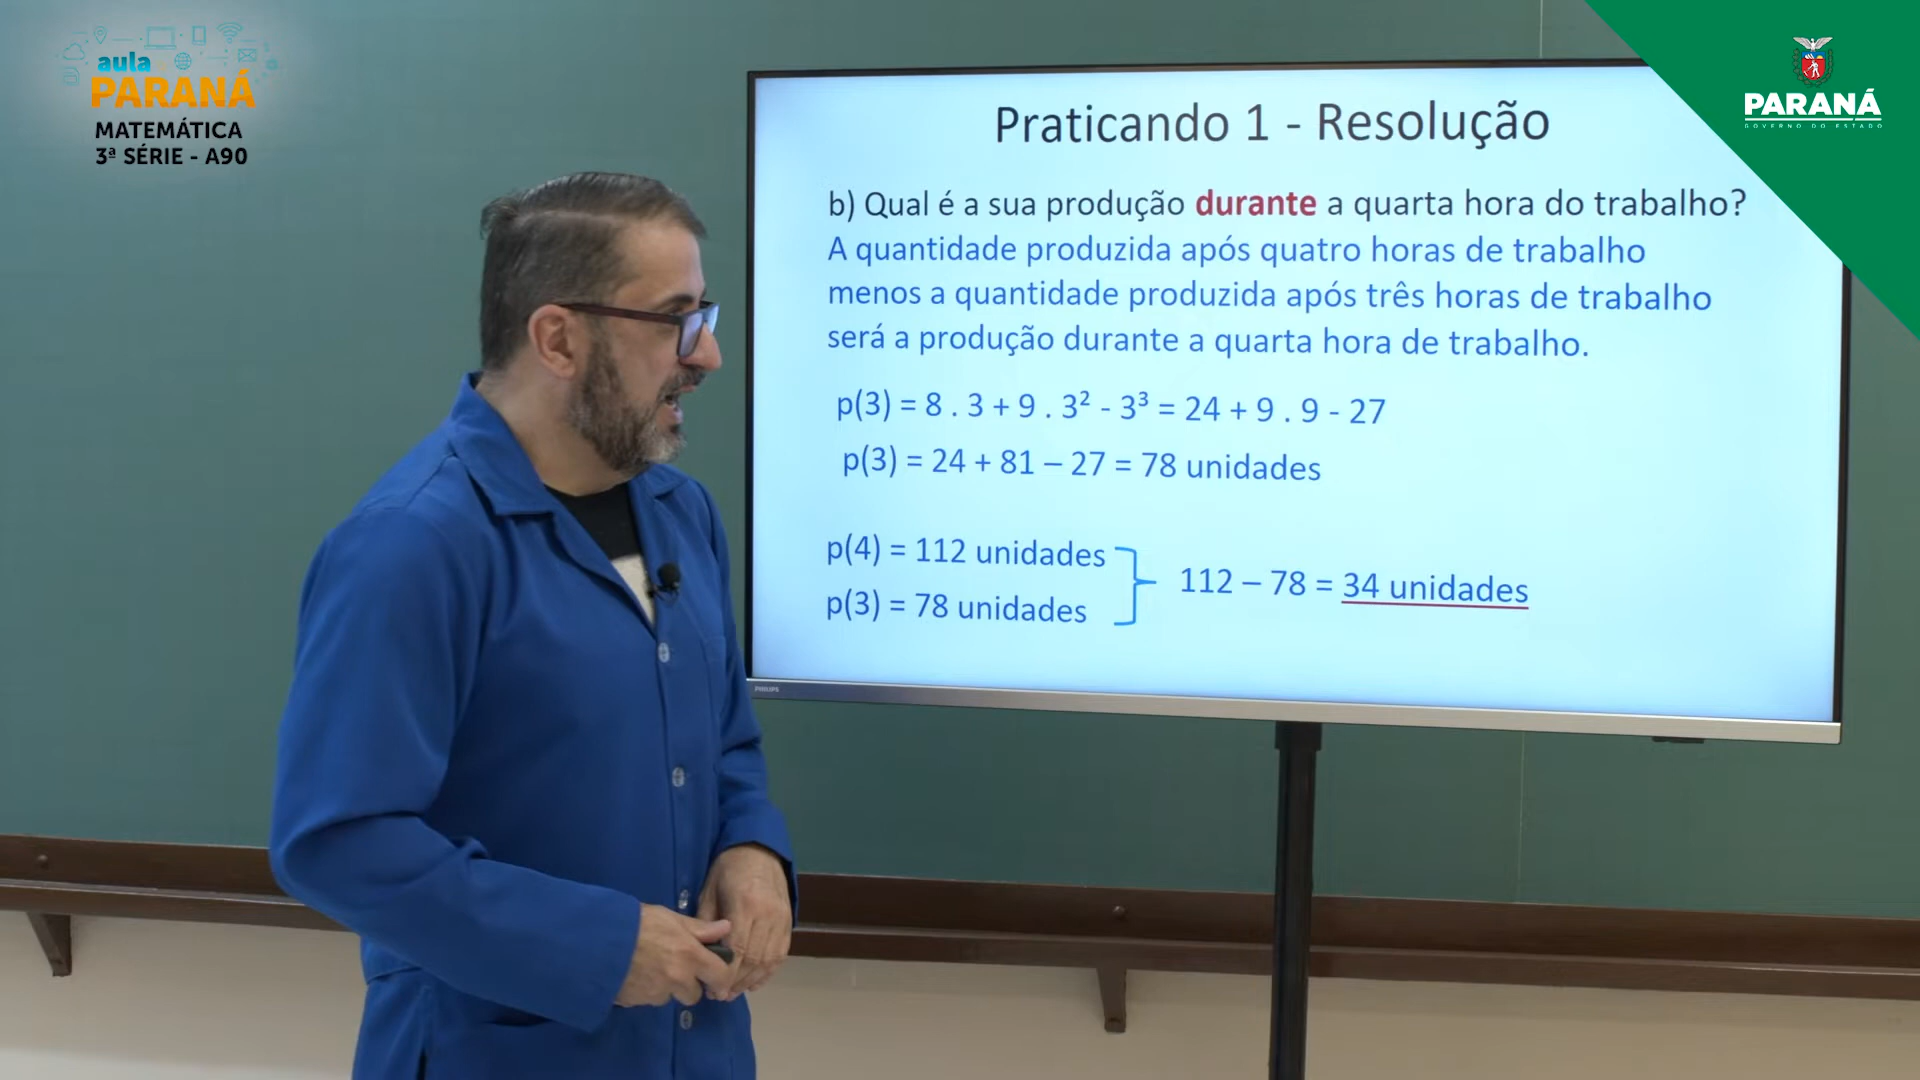 aula
PARANÁ
MATEMÁTICA
3ª SÉRIE - A90
PARANÁ
GOVERNO DO ESTADO
Praticando 1 - Resolução
b) Qual é a sua produção durante a quarta hora do trabalho?
A quantidade produzida após quatro horas de trabalho
menos a quantidade produzida após três horas de trabalho
será a produção durante a quarta hora de trabalho.
p(3) = 8 . 3 + 9 . 3² - 3³ = 24 + 9 . 9 - 27
p(3) = 24 + 81 – 27 = 78 unidades
p(4) = 112 unidades
p(3) = 78 unidades
112 – 78 = 34 unidades
PHILIPS